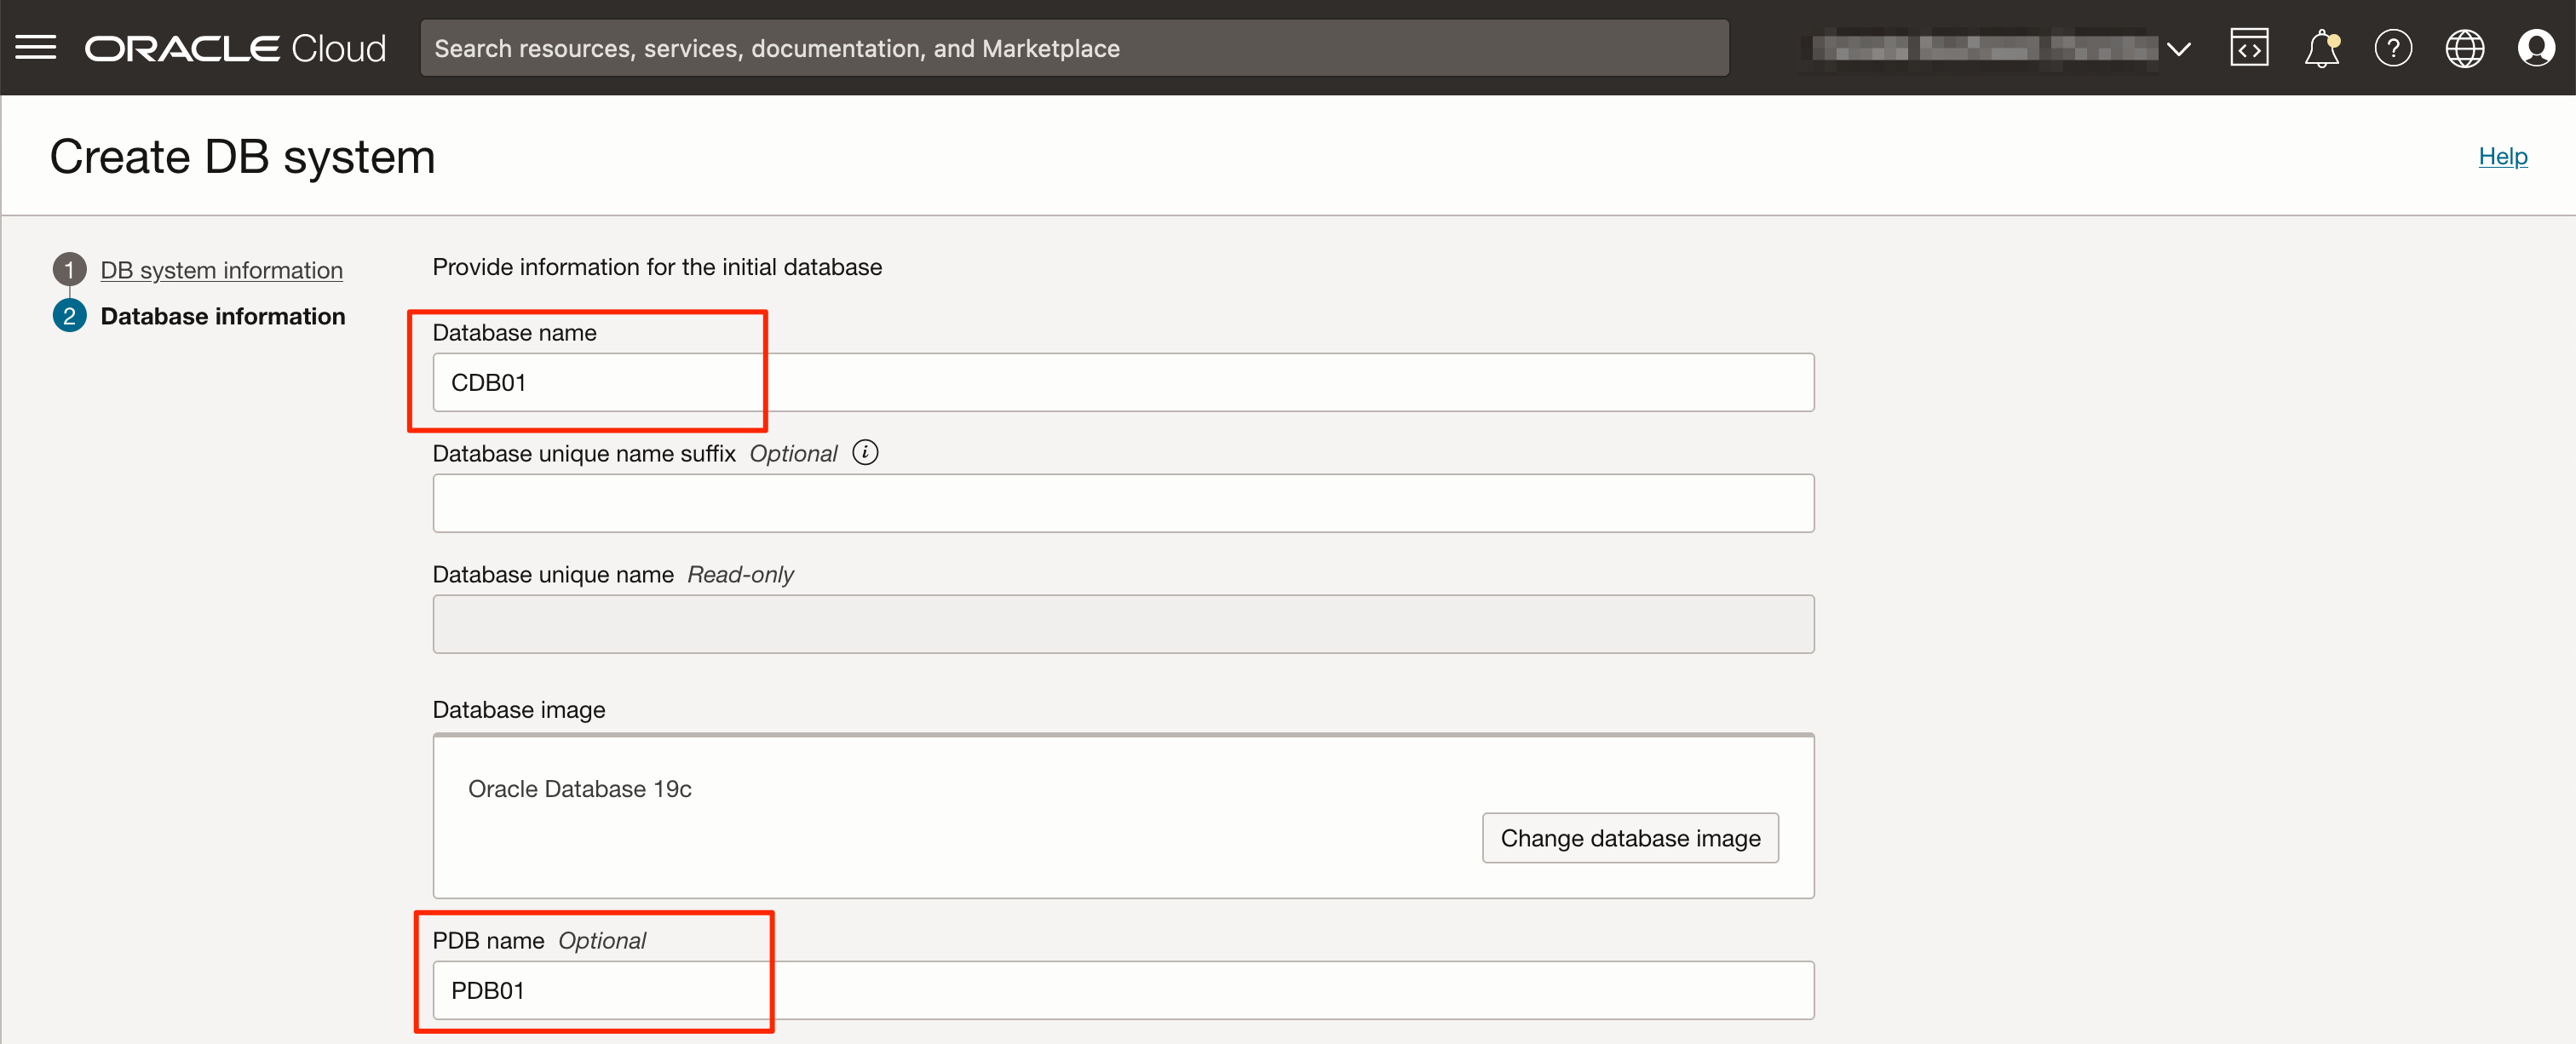 ORACLE Cloud
Search resources, services, documentation, and Marketplace
Create DB system
Help
1 DB system information
2 Database information
Provide information for the initial database
Database name
CDB01
Database unique name suffix Optional
Database unique name Read-only
Database image
Oracle Database 19c
Change database image
PDB name Optional
PDB01